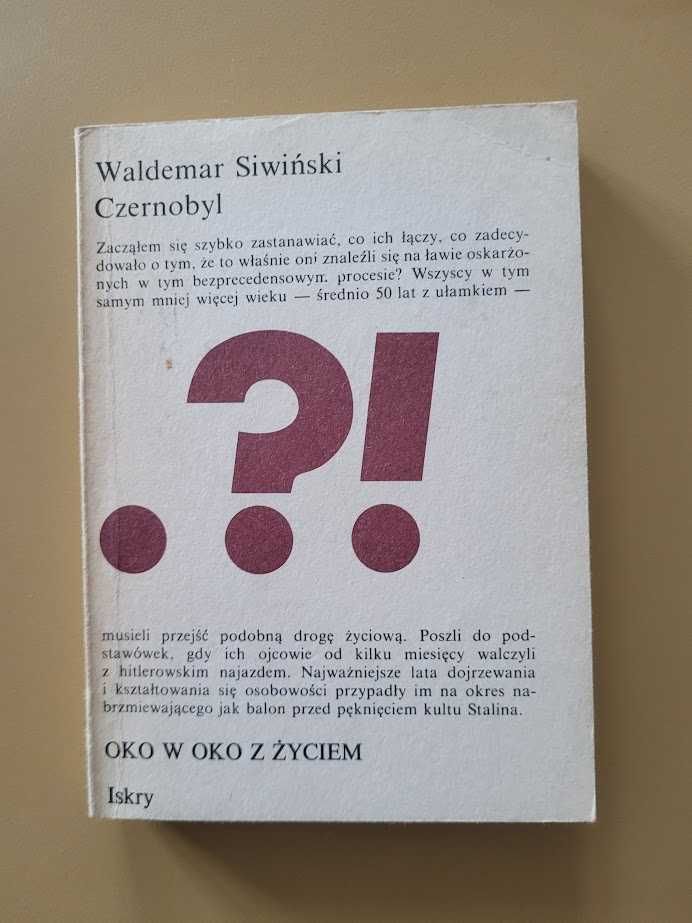 Waldemar Siwiński
Czernobyl
Zacząłem się szybko zastanawiać, co ich łączy, co zadecy-
dowało o tym, że to właśnie oni znaleźli się na ławie oskarżo-
nych w tym bezprecedensowym procesie? Wszyscy w tym
samym mniej więcej wieku — średnio 50 lat z ułamkiem —
.?!
musieli przejść podobną drogę życiową. Poszli do pod-
stawówek, gdy ich ojcowie od kilku miesięcy walczyli
z hitlerowskim najazdem. Najważniejsze lata dojrzewania
i kształtowania się osobowości przypadły im na okres na-
brzmiewającego jak balon przed pęknięciem kultu Stalina.
OKO W OKO Z ŻYCIEM
Iskry